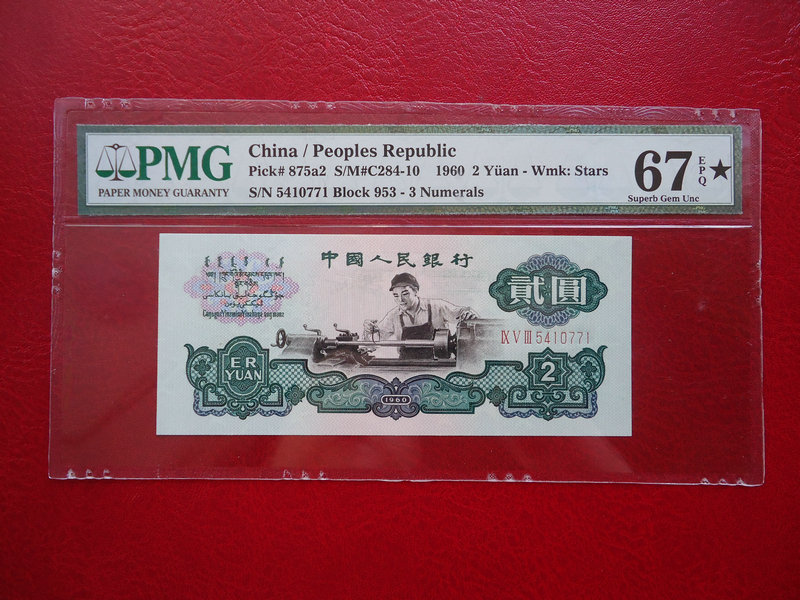 PMG
PAPER MONEY GUARANTY
China / Peoples Republic
Pick# 875a2 S/M#C284-10 1960 2 Yüan - Wmk: Stars
S/N 5410771 Block 953 - 3 Numerals
67 EPQ ★
Superb Gem Unc
中國人民銀行
貳圓
ⅨⅤⅢ 5410771
ER
YUAN
1960
2